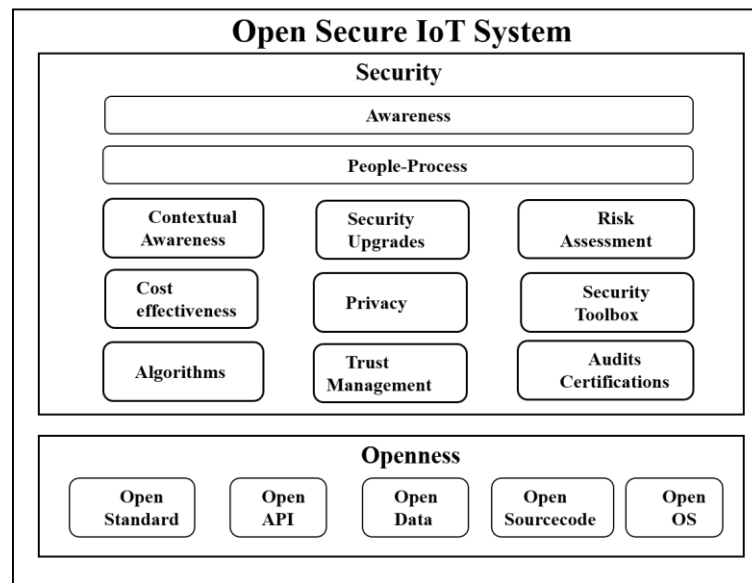 Open Secure IoT System
Security
Awareness
People-Process
Contextual
Awareness
Security
Upgrades
Risk
Assessment
Cost
effectiveness
Privacy
Security
Toolbox
Algorithms
Trust
Management
Audits
Certifications
Openness
Open
Standard
Open
API
Open
Data
Open
Sourcecode
Open
OS